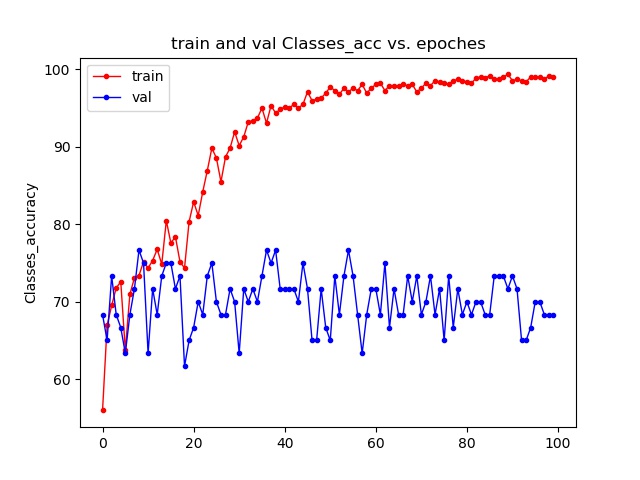 train and val Classes_acc vs. epoches
train
val
Classes_accuracy
100
90
80
70
60
0 20 40 60 80 100